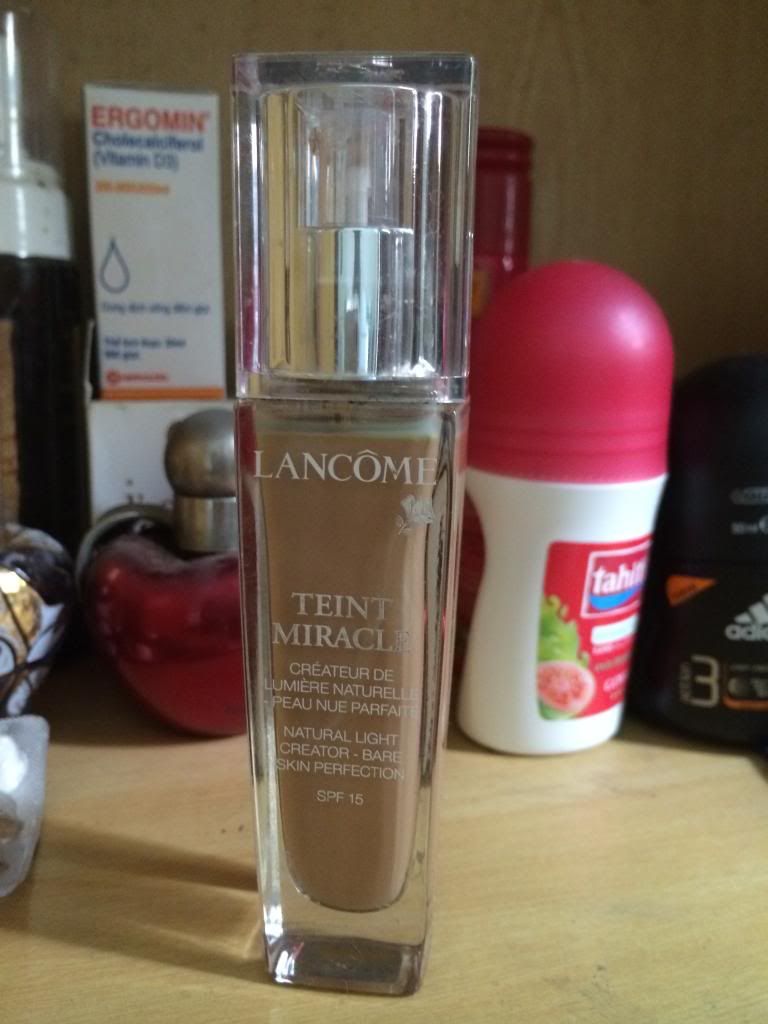 ERGOMIN
Cholecalciferol
(Vitamin D3)
LANCÔME
TEINT
MIRACLE
CRÉATEUR DE
LUMIÈRE NATURELLE
- PEAU NUE PARFAITE
NATURAL LIGHT
CREATOR - BARE
SKIN PERFECTION
SPF 15
tahiti
adidas
3